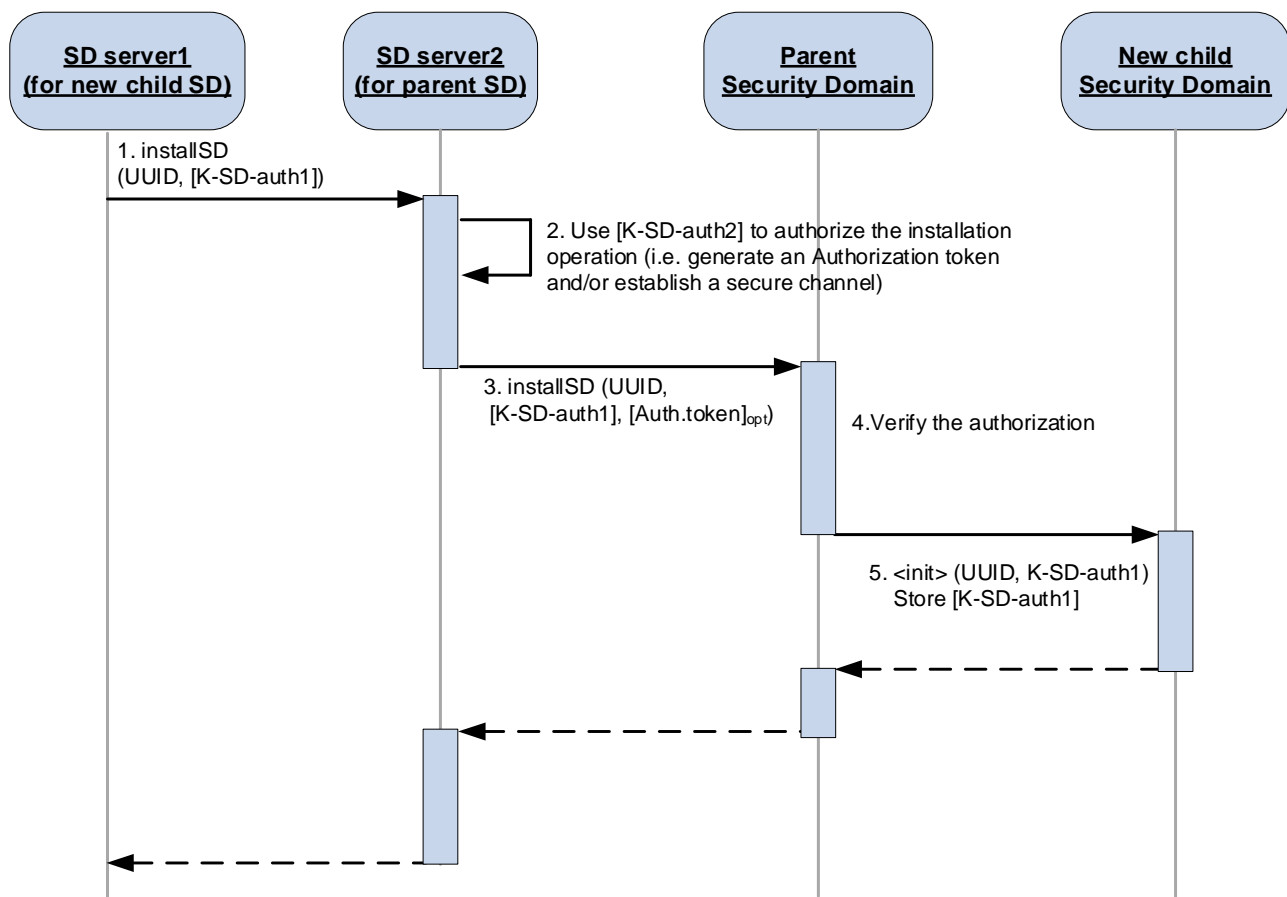 SD server1
(for new child SD)
SD server2
(for parent SD)
Parent
Security Domain
New child
Security Domain
1. installSD
(UUID, [K-SD-auth1])
2. Use [K-SD-auth2] to authorize the installation
operation (i.e. generate an Authorization token
and/or establish a secure channel)
3. installSD (UUID,
[K-SD-auth1], [Auth.token]opt)
4.Verify the authorization
5. <init> (UUID, K-SD-auth1)
Store [K-SD-auth1]